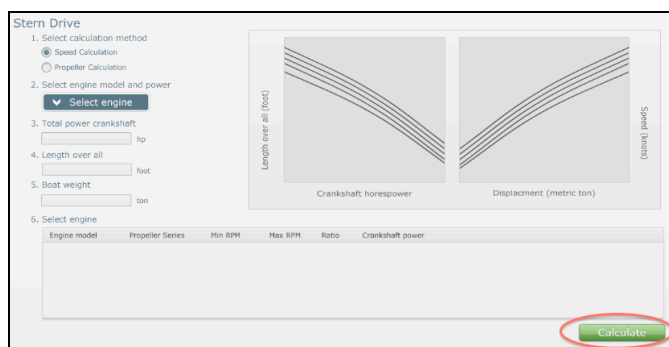 Stern Drive
1. Select calculation method
Speed Calculation
Propeller Calculation
2. Select engine model and power
Select engine
3. Total power crankshaft
hp
4. Length over all
foot
5. Boat weight
ton
Length over all (foot)
Crankshaft horespower
Displacment (metric ton)
Speed (knots)
6. Select engine
Engine model Propeller Series Min RPM Max RPM Ratio Crankshaft power
Calculate